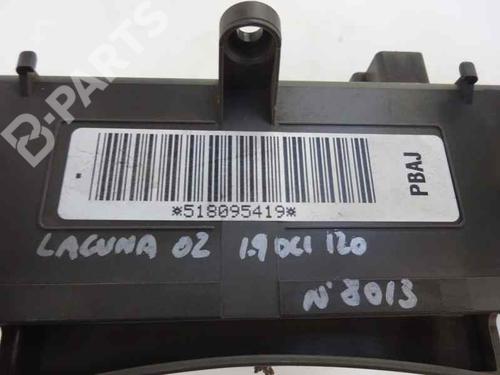 B-PARTS
*518095419*
PBAJ
LAGUNA 02 1.9 DCI 120
N°8013